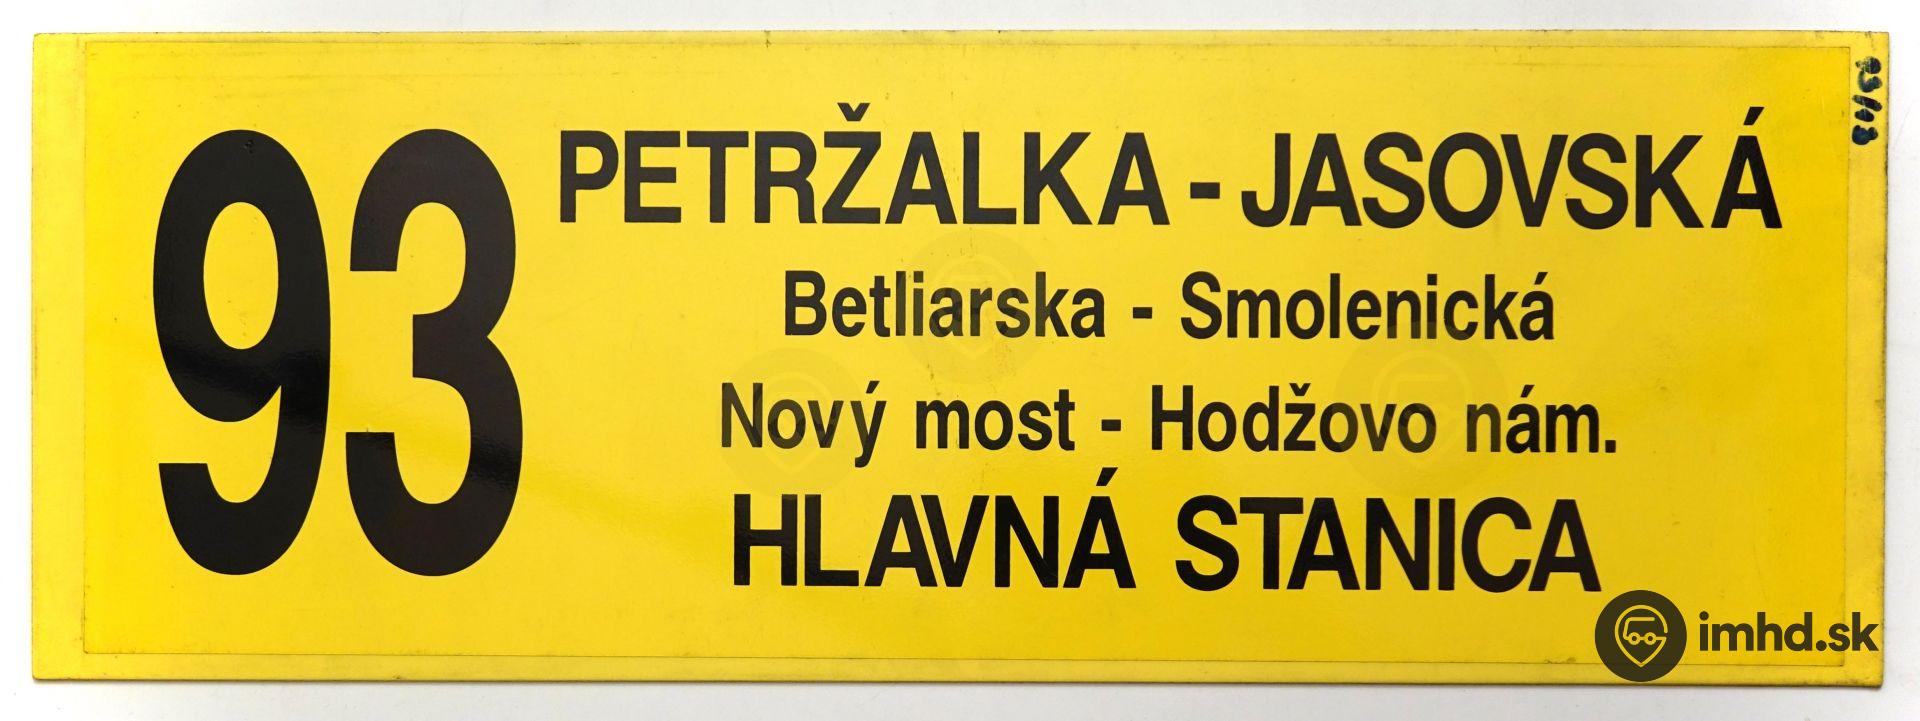 93
PETRŽALKA - JASOVSKÁ
Betliarska - Smolenická
Nový most - Hodžovo nám.
HLAVNÁ STANICA
imhd.sk